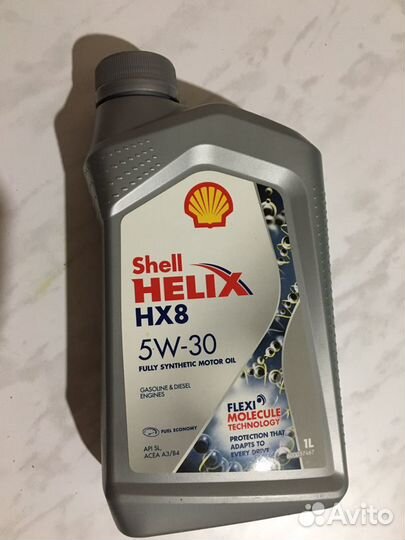 Shell
HELIX
HX8
5W-30
FULLY SYNTHETIC MOTOR OIL
GASOLINE & DIESEL
ENGINES
FUEL ECONOMY
API SL,
ACEA A3/B4
FLEXI
MOLECULE
TECHNOLOGY
PROTECTION THAT
ADAPTS TO
EVERY DRIVE
1L
Avito